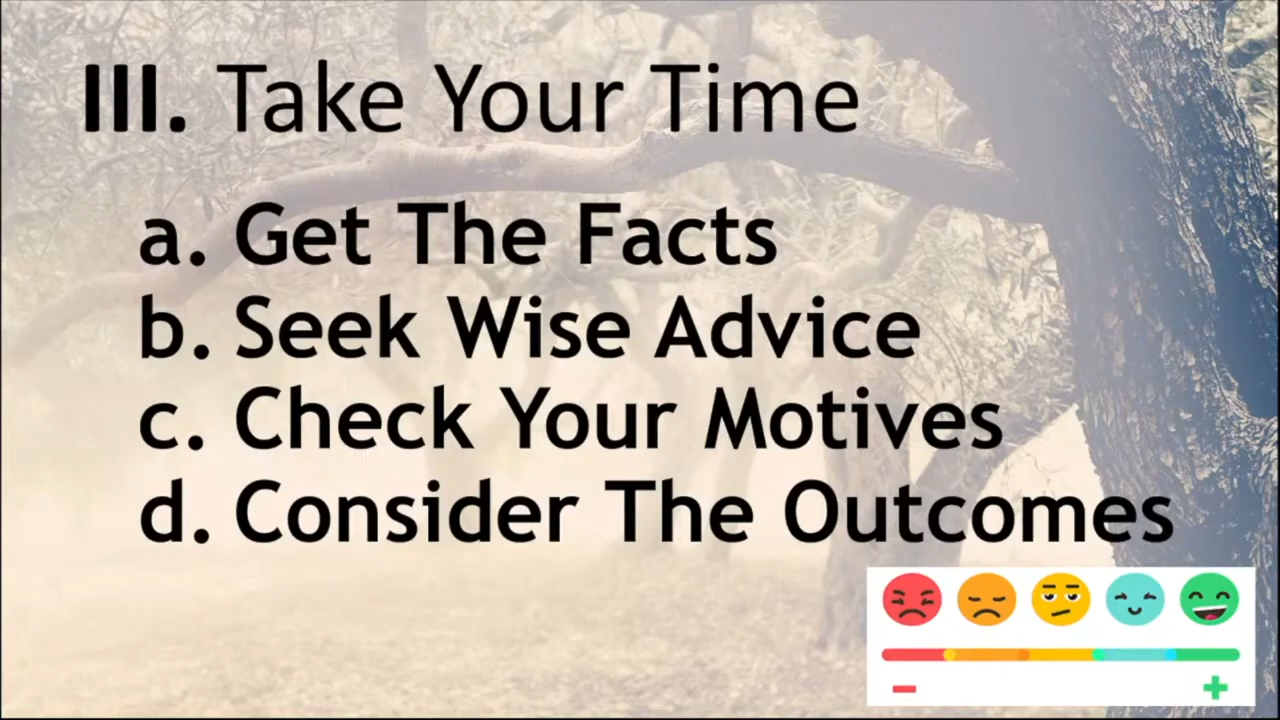 III. Take Your Time
a. Get The Facts
b. Seek Wise Advice
c. Check Your Motives
d. Consider The Outcomes
- +